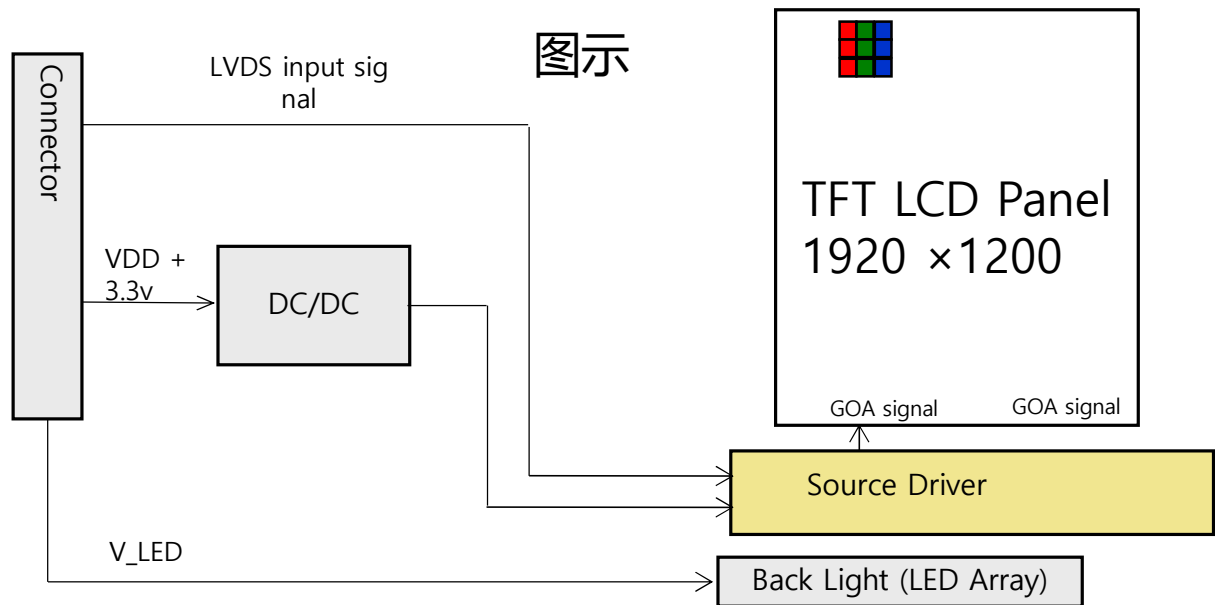 图示
LVDS input sig
nal
Connector
TFT LCD Panel
1920 ×1200
VDD +
3.3v
DC/DC
GOA signal
GOA signal
Source Driver
V_LED
Back Light (LED Array)